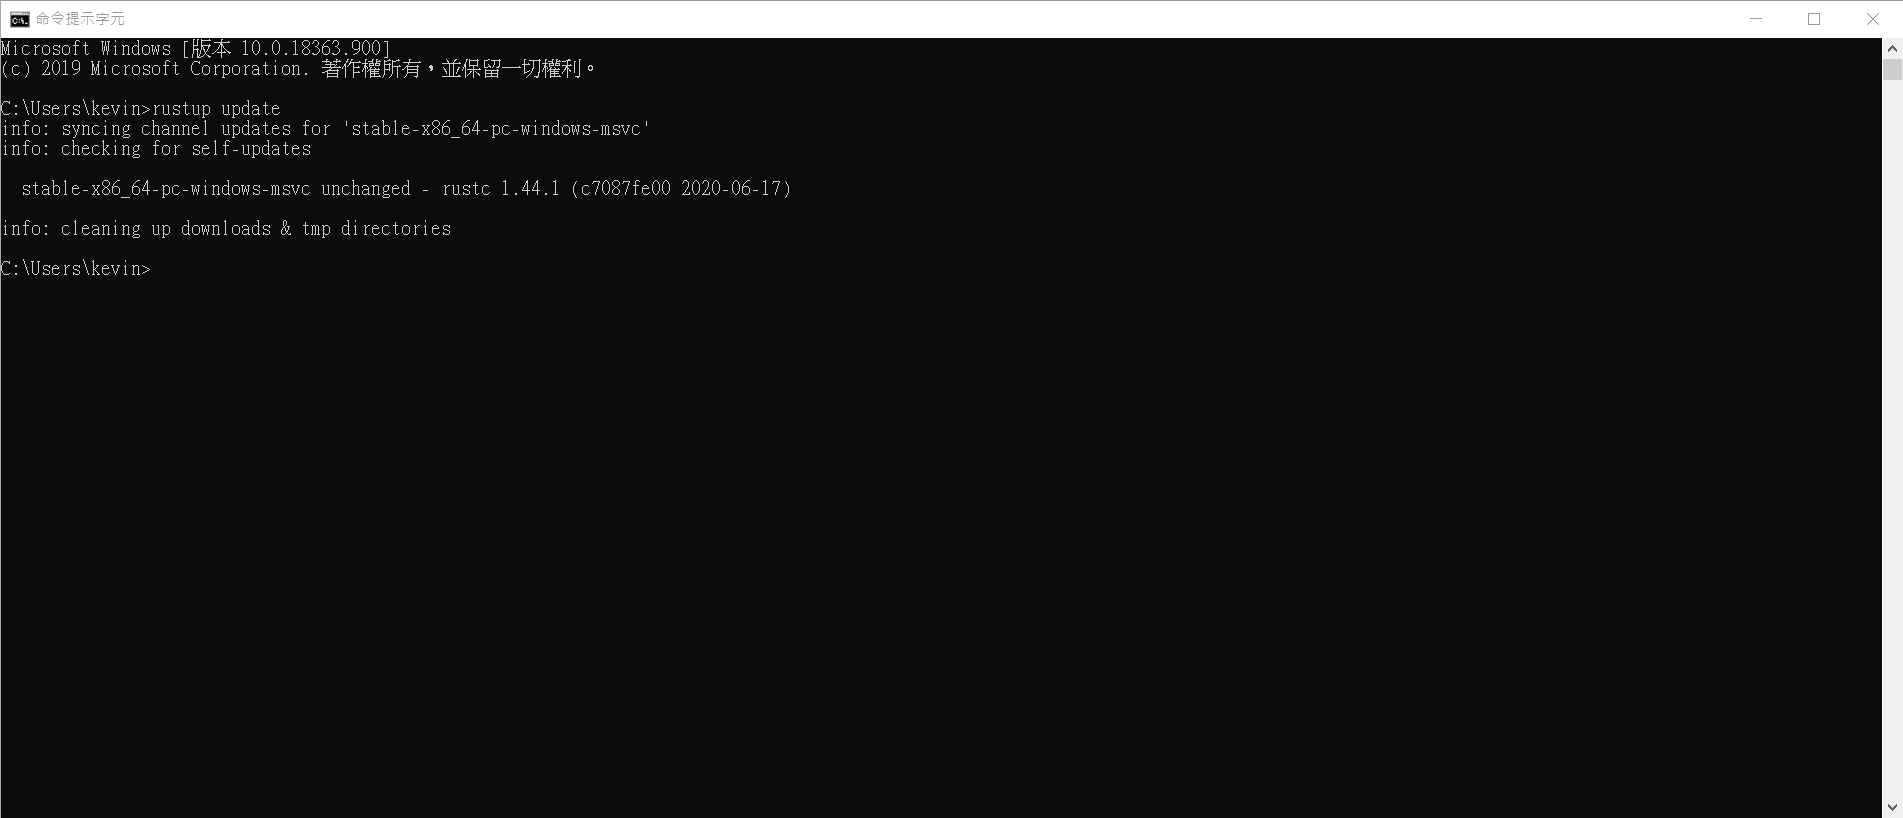 命令提示字元
Microsoft Windows [版本 10.0.18363.900]
(c) 2019 Microsoft Corporation. 著作權所有，並保留一切權利。
C:\Users\kevin>rustup update
info: syncing channel updates for 'stable-x86_64-pc-windows-msvc'
info: checking for self-updates
stable-x86_64-pc-windows-msvc unchanged - rustc 1.44.1 (c7087fe00 2020-06-17)
info: cleaning up downloads & tmp directories
C:\Users\kevin>